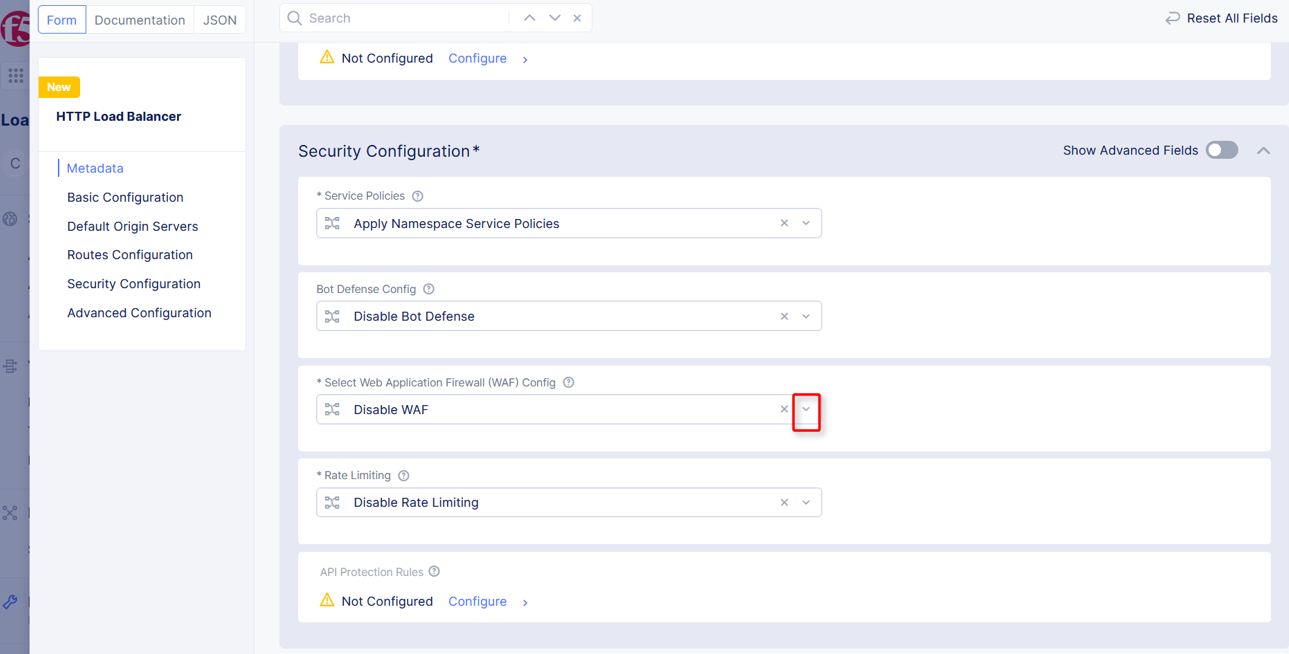 Form Documentation JSON
Search
Reset All Fields
f5
Loa
C
New
HTTP Load Balancer
Metadata
Basic Configuration
Default Origin Servers
Routes Configuration
Security Configuration
Advanced Configuration
Not Configured Configure
Security Configuration*
Show Advanced Fields
* Service Policies
Apply Namespace Service Policies
Bot Defense Config
Disable Bot Defense
* Select Web Application Firewall (WAF) Config
Disable WAF
* Rate Limiting
Disable Rate Limiting
API Protection Rules
Not Configured Configure